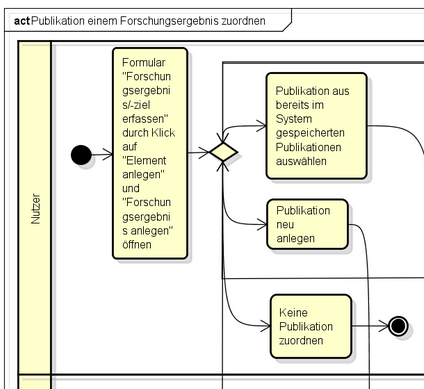 act Publikation einem Forschungsergebnis zuordnen
Nutzer
Formular
"Forschun
gsergebni
s/-ziel
erfassen"
durch Klick
auf
"Element
anlegen"
und
"Forschun
gsergebni
s anlegen"
öffnen
Publikation aus
bereits im
System
gespeicherten
Publikationen
auswählen
Publikation
neu
anlegen
Keine
Publikation
zuordnen